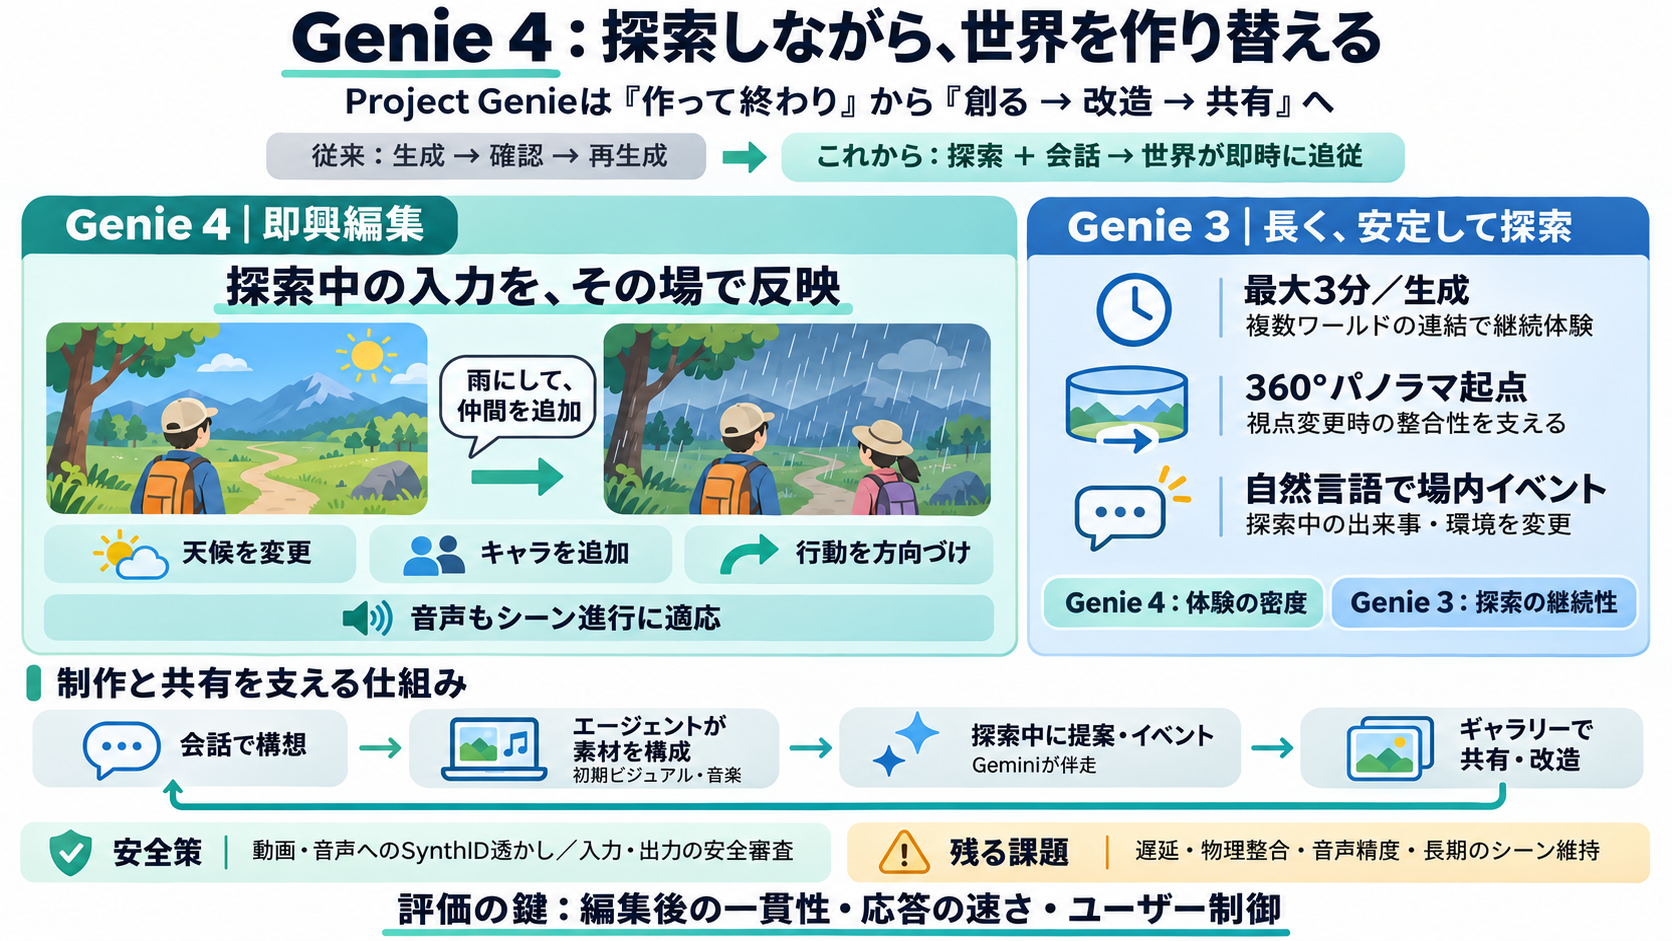 Genie 4：探索しながら、世界を作り替える
Project Genieは『作って終わり』から『創る → 改造 → 共有』へ
従来：生成 → 確認 → 再生成
これから：探索 ＋ 会話 → 世界が即時に追従
Genie 4｜即興編集
探索中の入力を、その場で反映
雨にして、
仲間を追加
天候を変更
キャラを追加
行動を方向づけ
音声もシーン進行に適応
Genie 3｜長く、安定して探索
最大3分／生成
複数ワールドの連結で継続体験
360°パノラマ起点
視点変更時の整合性を支える
自然言語で場内イベント
探索中の出来事・環境を変更
Genie 4：体験の密度
Genie 3：探索の継続性
制作と共有を支える仕組み
会話で構想
エージェントが
素材を構成
初期ビジュアル・音楽
探索中に提案・イベント
Geminiが伴走
ギャラリーで
共有・改造
安全策
動画・音声へのSynthID透かし／入力・出力の安全審査
残る課題
遅延・物理整合・音声精度・長期のシーン維持
評価の鍵：編集後の一貫性・応答の速さ・ユーザー制御